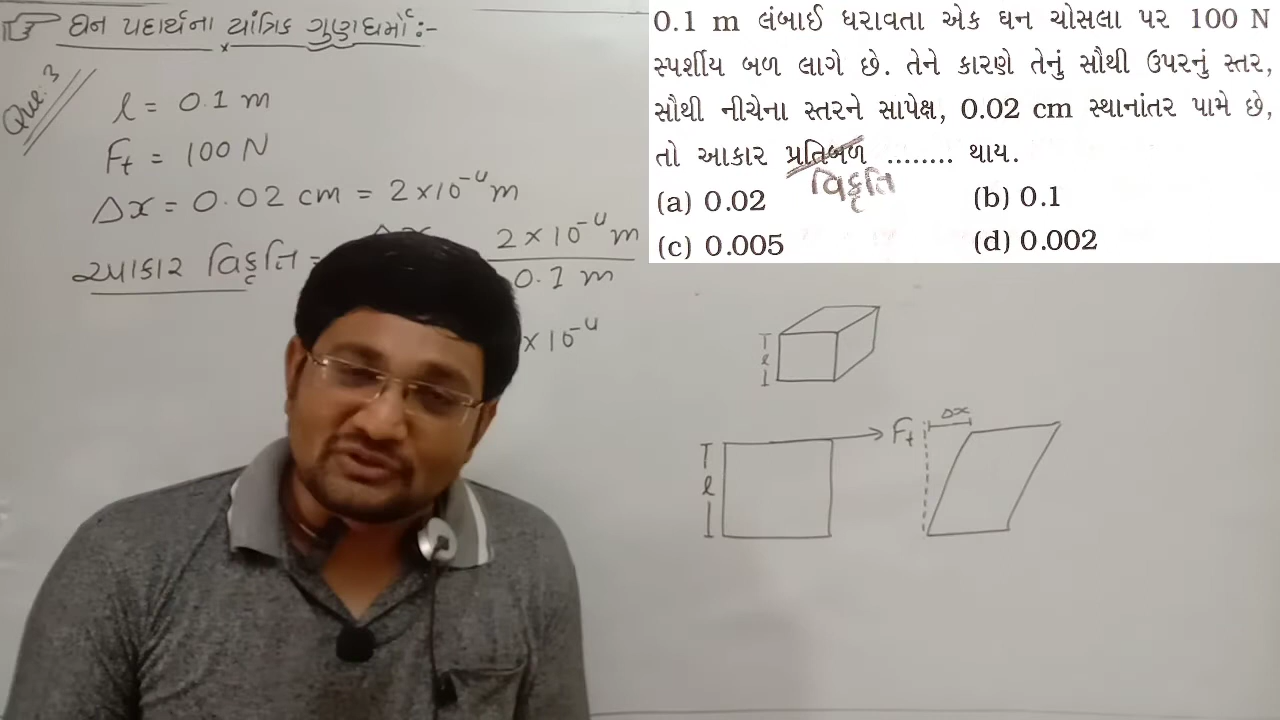 ઘન પદાર્થના યાંત્રિક ગુણધર્મો :-
Que: 3
l = 0.1 m
Ft = 100 N
Δx = 0.02 cm = 2 × 10⁻⁴ m
આકાર વિકૃતિ =
2 × 10⁻⁴ m
0.1 m
× 10⁻⁴
0.1 m લંબાઈ ધરાવતા એક ઘન ચોસલા પર 100 N
સ્પર્શીય બળ લાગે છે. તેને કારણે તેનું સૌથી ઉપરનું સ્તર,
સૌથી નીચેના સ્તરને સાપેક્ષ, 0.02 cm સ્થાનાંતર પામે છે,
તો આકાર પ્રતિબળ ........ થાય.
વિકૃતિ
(a) 0.02 (b) 0.1
(c) 0.005 (d) 0.002
l
l
Ft
Δx